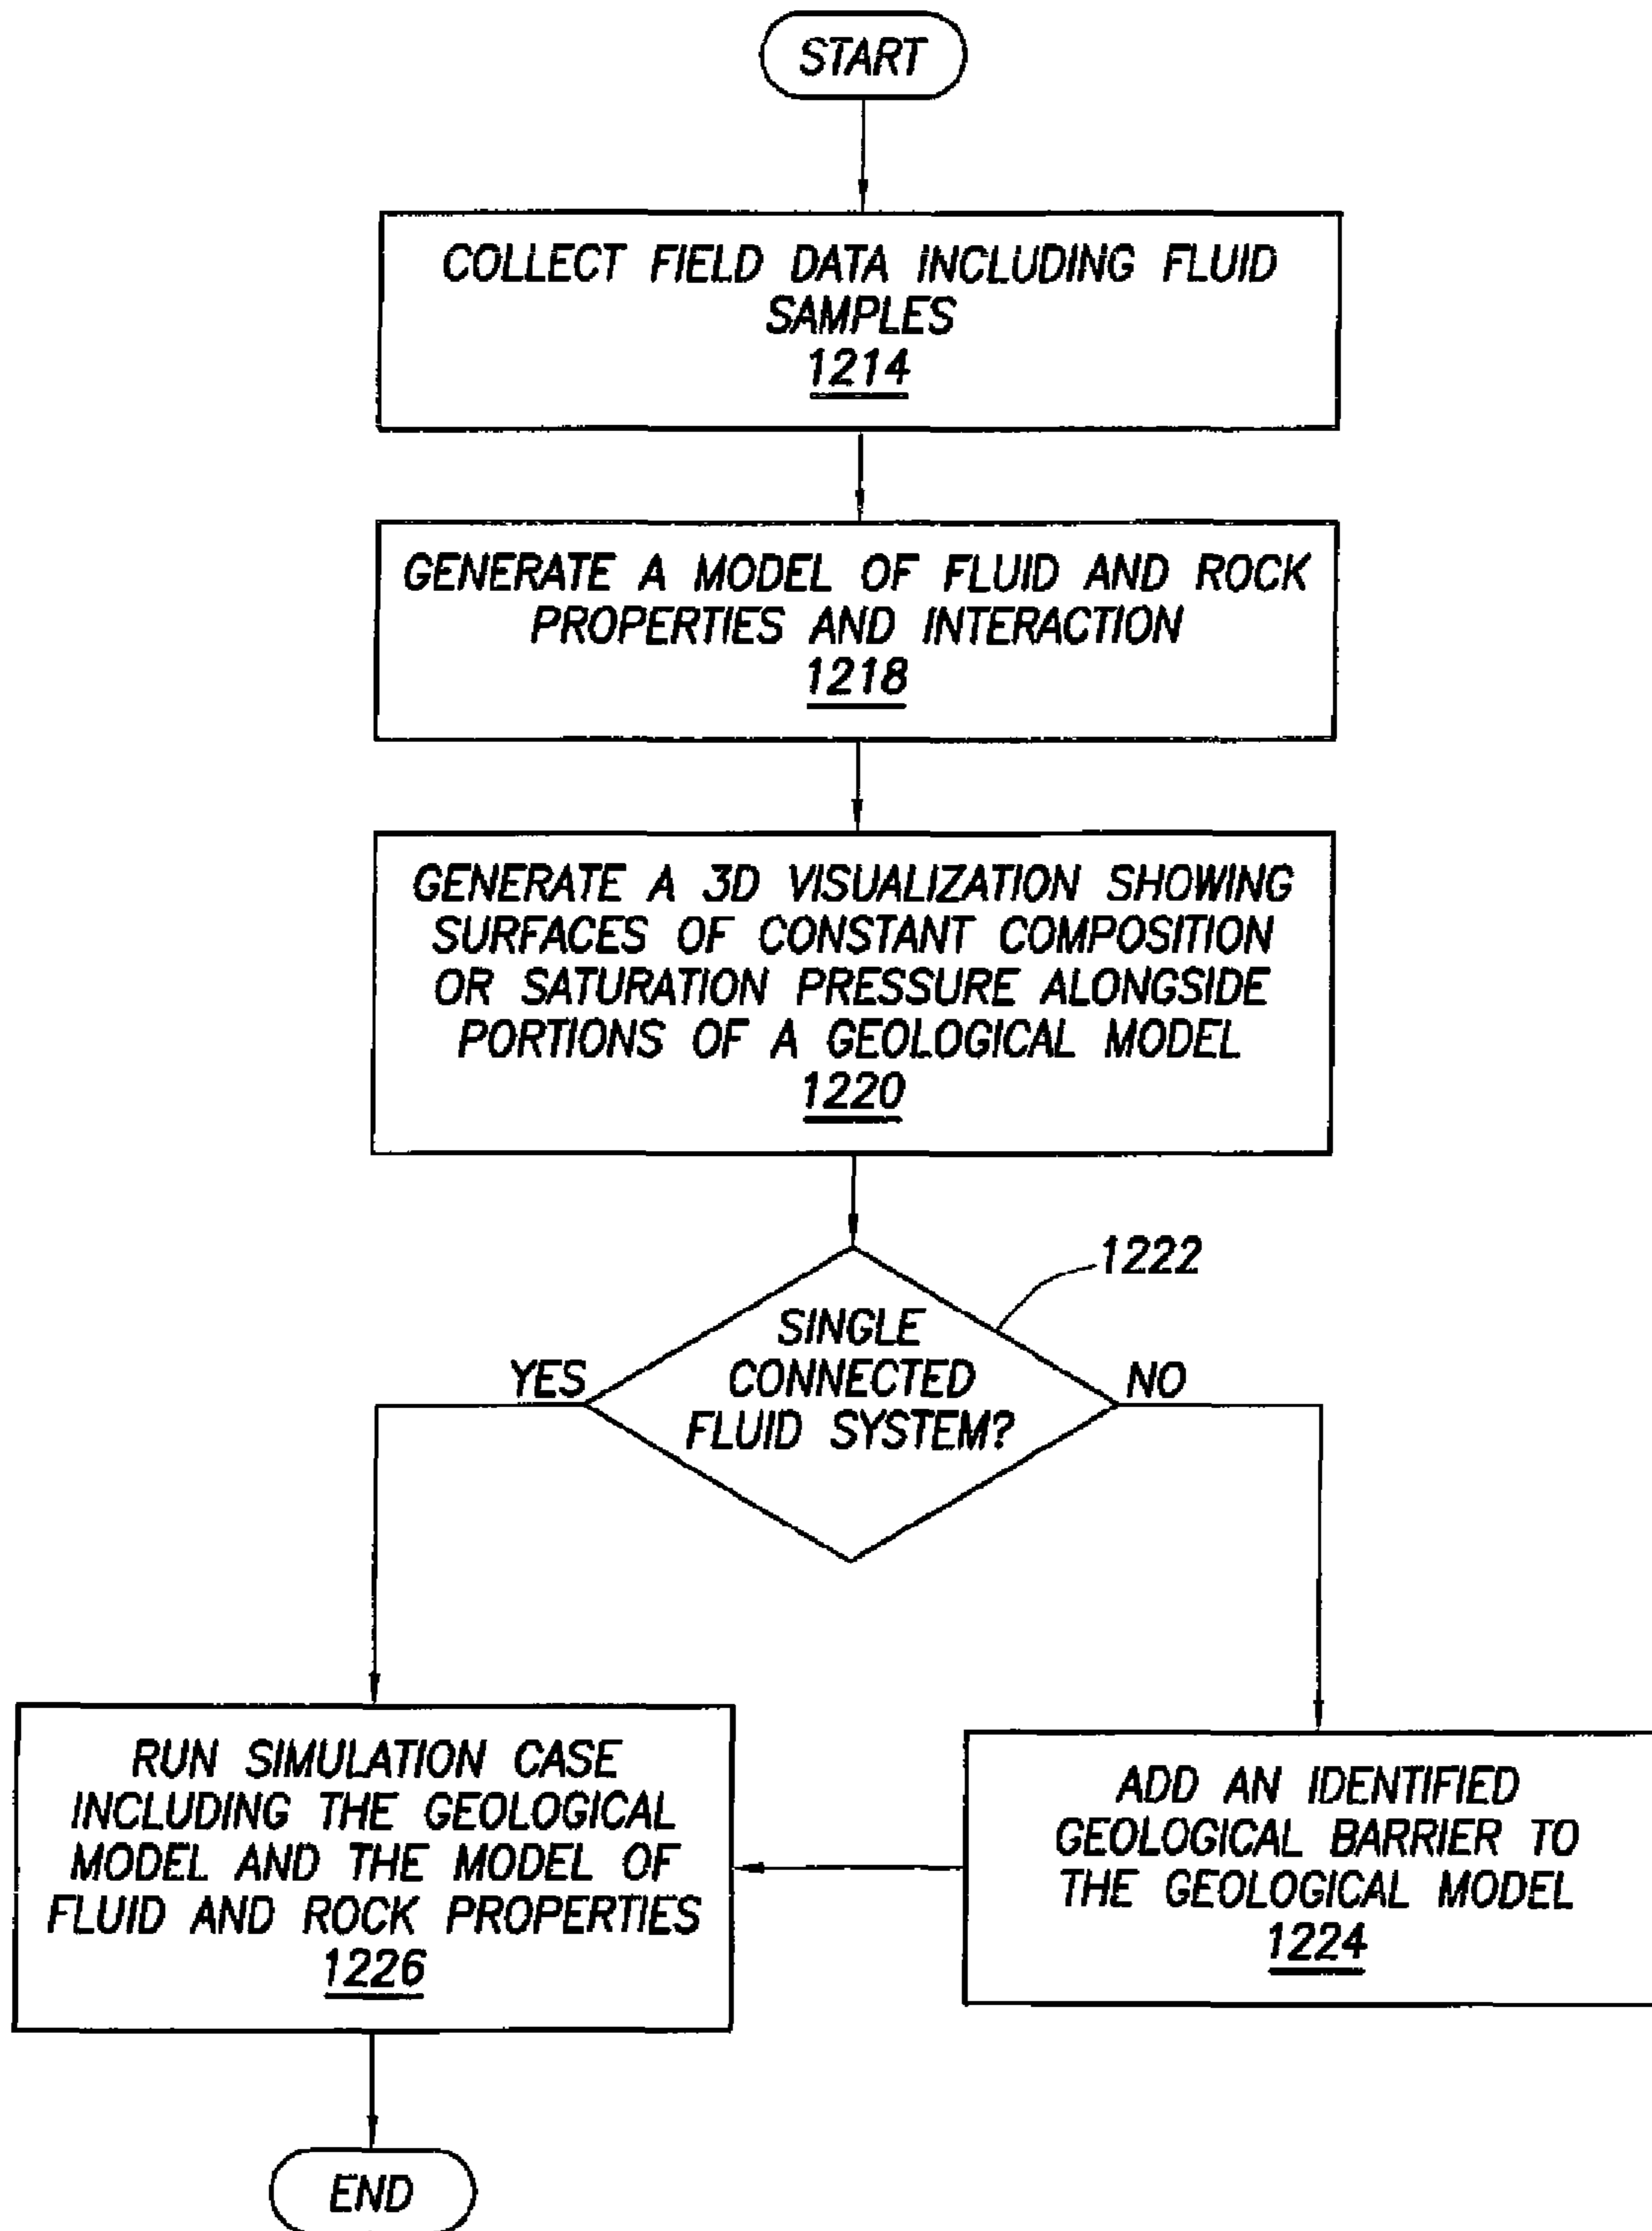 START
COLLECT FIELD DATA INCLUDING FLUID
SAMPLES
1214
GENERATE A MODEL OF FLUID AND ROCK
PROPERTIES AND INTERACTION
1218
GENERATE A 3D VISUALIZATION SHOWING
SURFACES OF CONSTANT COMPOSITION
OR SATURATION PRESSURE ALONGSIDE
PORTIONS OF A GEOLOGICAL MODEL
1220
1222
SINGLE
CONNECTED
FLUID SYSTEM?
YES
NO
RUN SIMULATION CASE
INCLUDING THE GEOLOGICAL
MODEL AND THE MODEL OF
FLUID AND ROCK PROPERTIES
1226
ADD AN IDENTIFIED
GEOLOGICAL BARRIER TO
THE GEOLOGICAL MODEL
1224
END